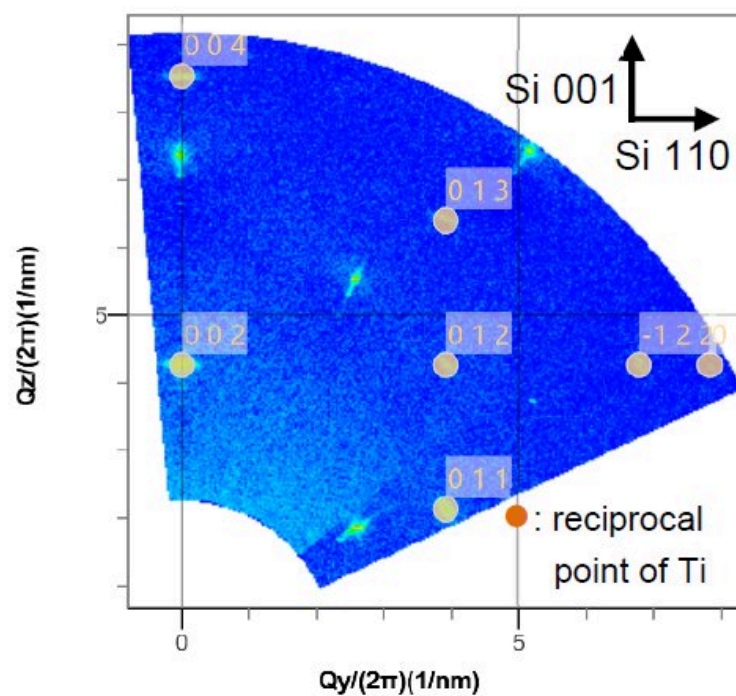 0 0 4
Si 001
Si 110
0 1 3
5
0 0 2
0 1 2
-1 2 2
2 0
0 1 1
: reciprocal
point of Ti
0
5
Qz/(2π)(1/nm)
Qy/(2π)(1/nm)